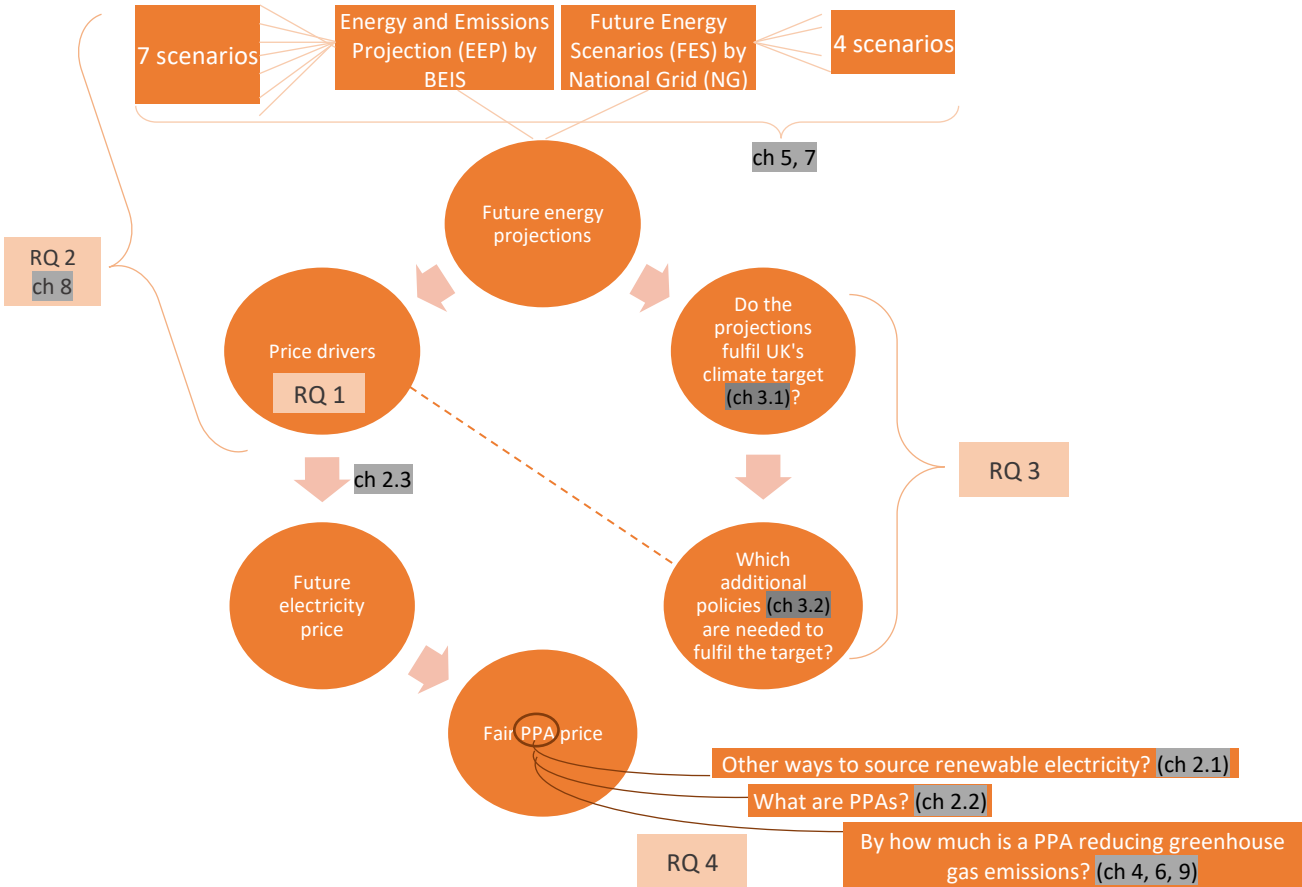 7 scenarios
Energy and Emissions
Projection (EEP) by
BEIS
Future Energy
Scenarios (FES) by
National Grid (NG)
4 scenarios
ch 5, 7
Future energy
projections
RQ 2
ch 8
Price drivers
RQ 1
Do the
projections
fulfil UK's
climate target
(ch 3.1)?
RQ 3
ch 2.3
Future
electricity
price
Which
additional
policies (ch 3.2)
are needed to
fulfil the target?
Fair PPA price
Other ways to source renewable electricity? (ch 2.1)
What are PPAs? (ch 2.2)
By how much is a PPA reducing greenhouse
gas emissions? (ch 4, 6, 9)
RQ 4